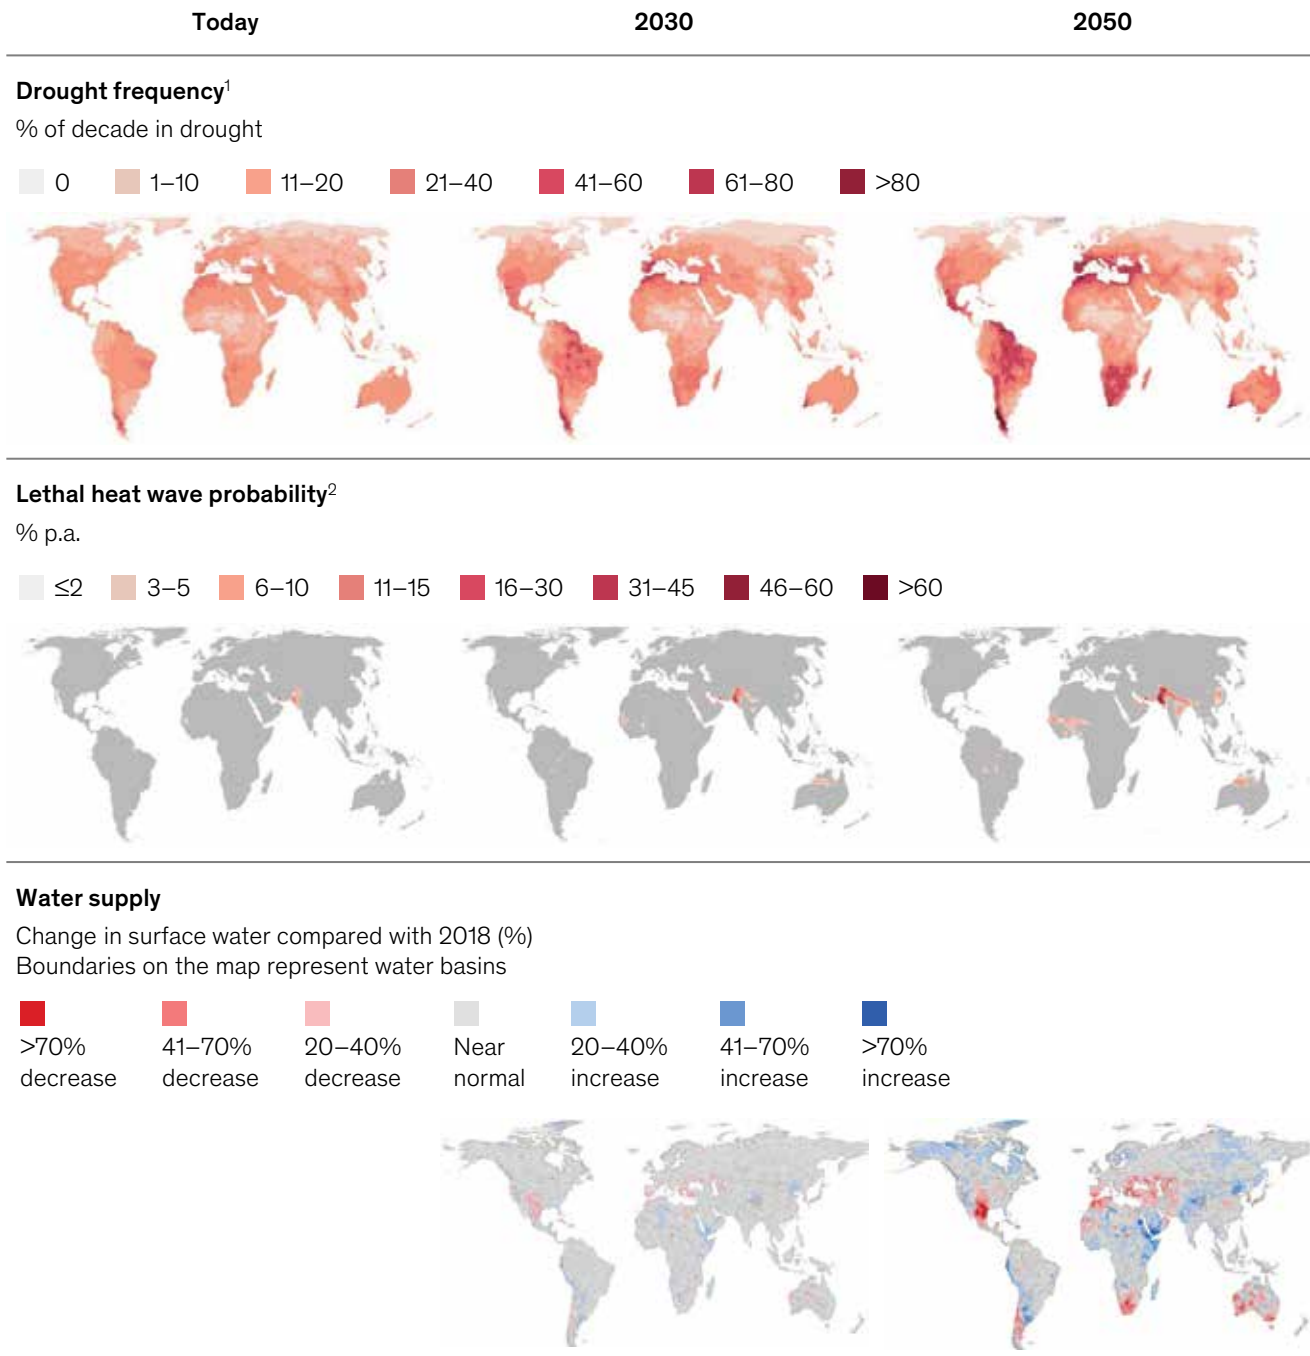 Today 2030 2050
Drought frequency1
% of decade in drought
0 1–10 11–20 21–40 41–60 61–80 >80
Lethal heat wave probability2
% p.a.
≤2 3–5 6–10 11–15 16–30 31–45 46–60 >60
Water supply
Change in surface water compared with 2018 (%)
Boundaries on the map represent water basins
>70% 41–70% 20–40% Near 20–40% 41–70% >70%
decrease decrease decrease normal increase increase increase